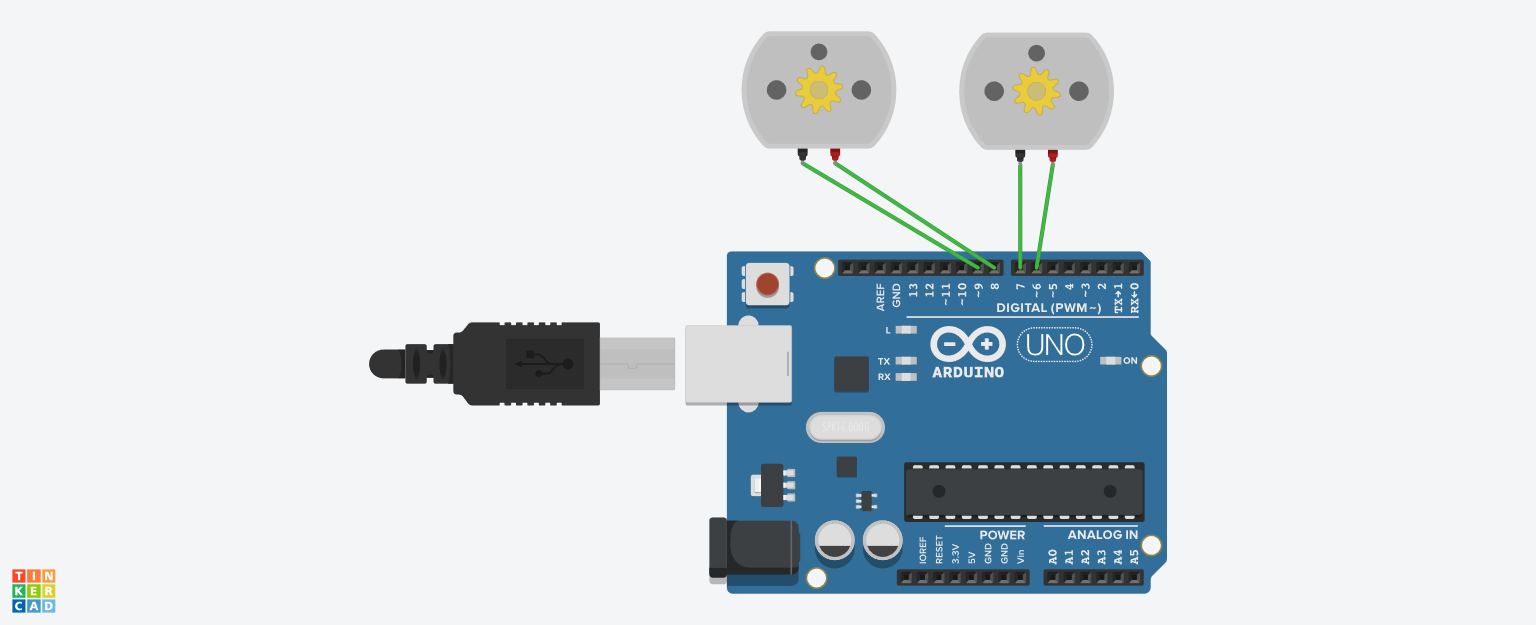 AREF
GND
13
12
~11
~10
~9
8
7
~6
~5
4
~3
2
TX→1
RX←0
DIGITAL (PWM~)
L
TX
RX
UNO
ARDUINO
ON
POWER
ANALOG IN
IOREF
RESET
3.3V
5V
GND
GND
Vin
A0
A1
A2
A3
A4
A5
TIN
KER
CAD